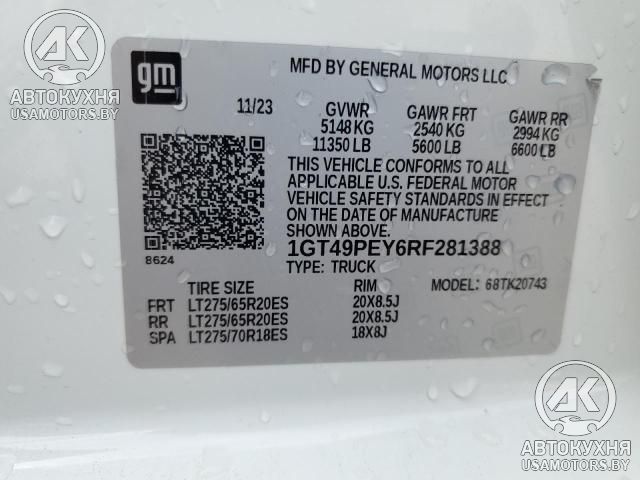 AK
АВТОКУХНЯ
USAMOTORS.BY
gm
MFD BY GENERAL MOTORS LLC
11/23 GVWR GAWR FRT GAWR RR
5148 KG 2540 KG 2994 KG
11350 LB 5600 LB 6600 LB
THIS VEHICLE CONFORMS TO ALL
APPLICABLE U.S. FEDERAL MOTOR
VEHICLE SAFETY STANDARDS IN EFFECT
ON THE DATE OF MANUFACTURE
SHOWN ABOVE.
8624
1GT49PEY6RF281388
TYPE: TRUCK MODEL: 68TK20743
TIRE SIZE RIM
FRT LT275/65R20ES 20X8.5J
RR LT275/65R20ES 20X8.5J
SPA LT275/70R18ES 18X8J
AK
АВТОКУХНЯ
USAMOTORS.BY